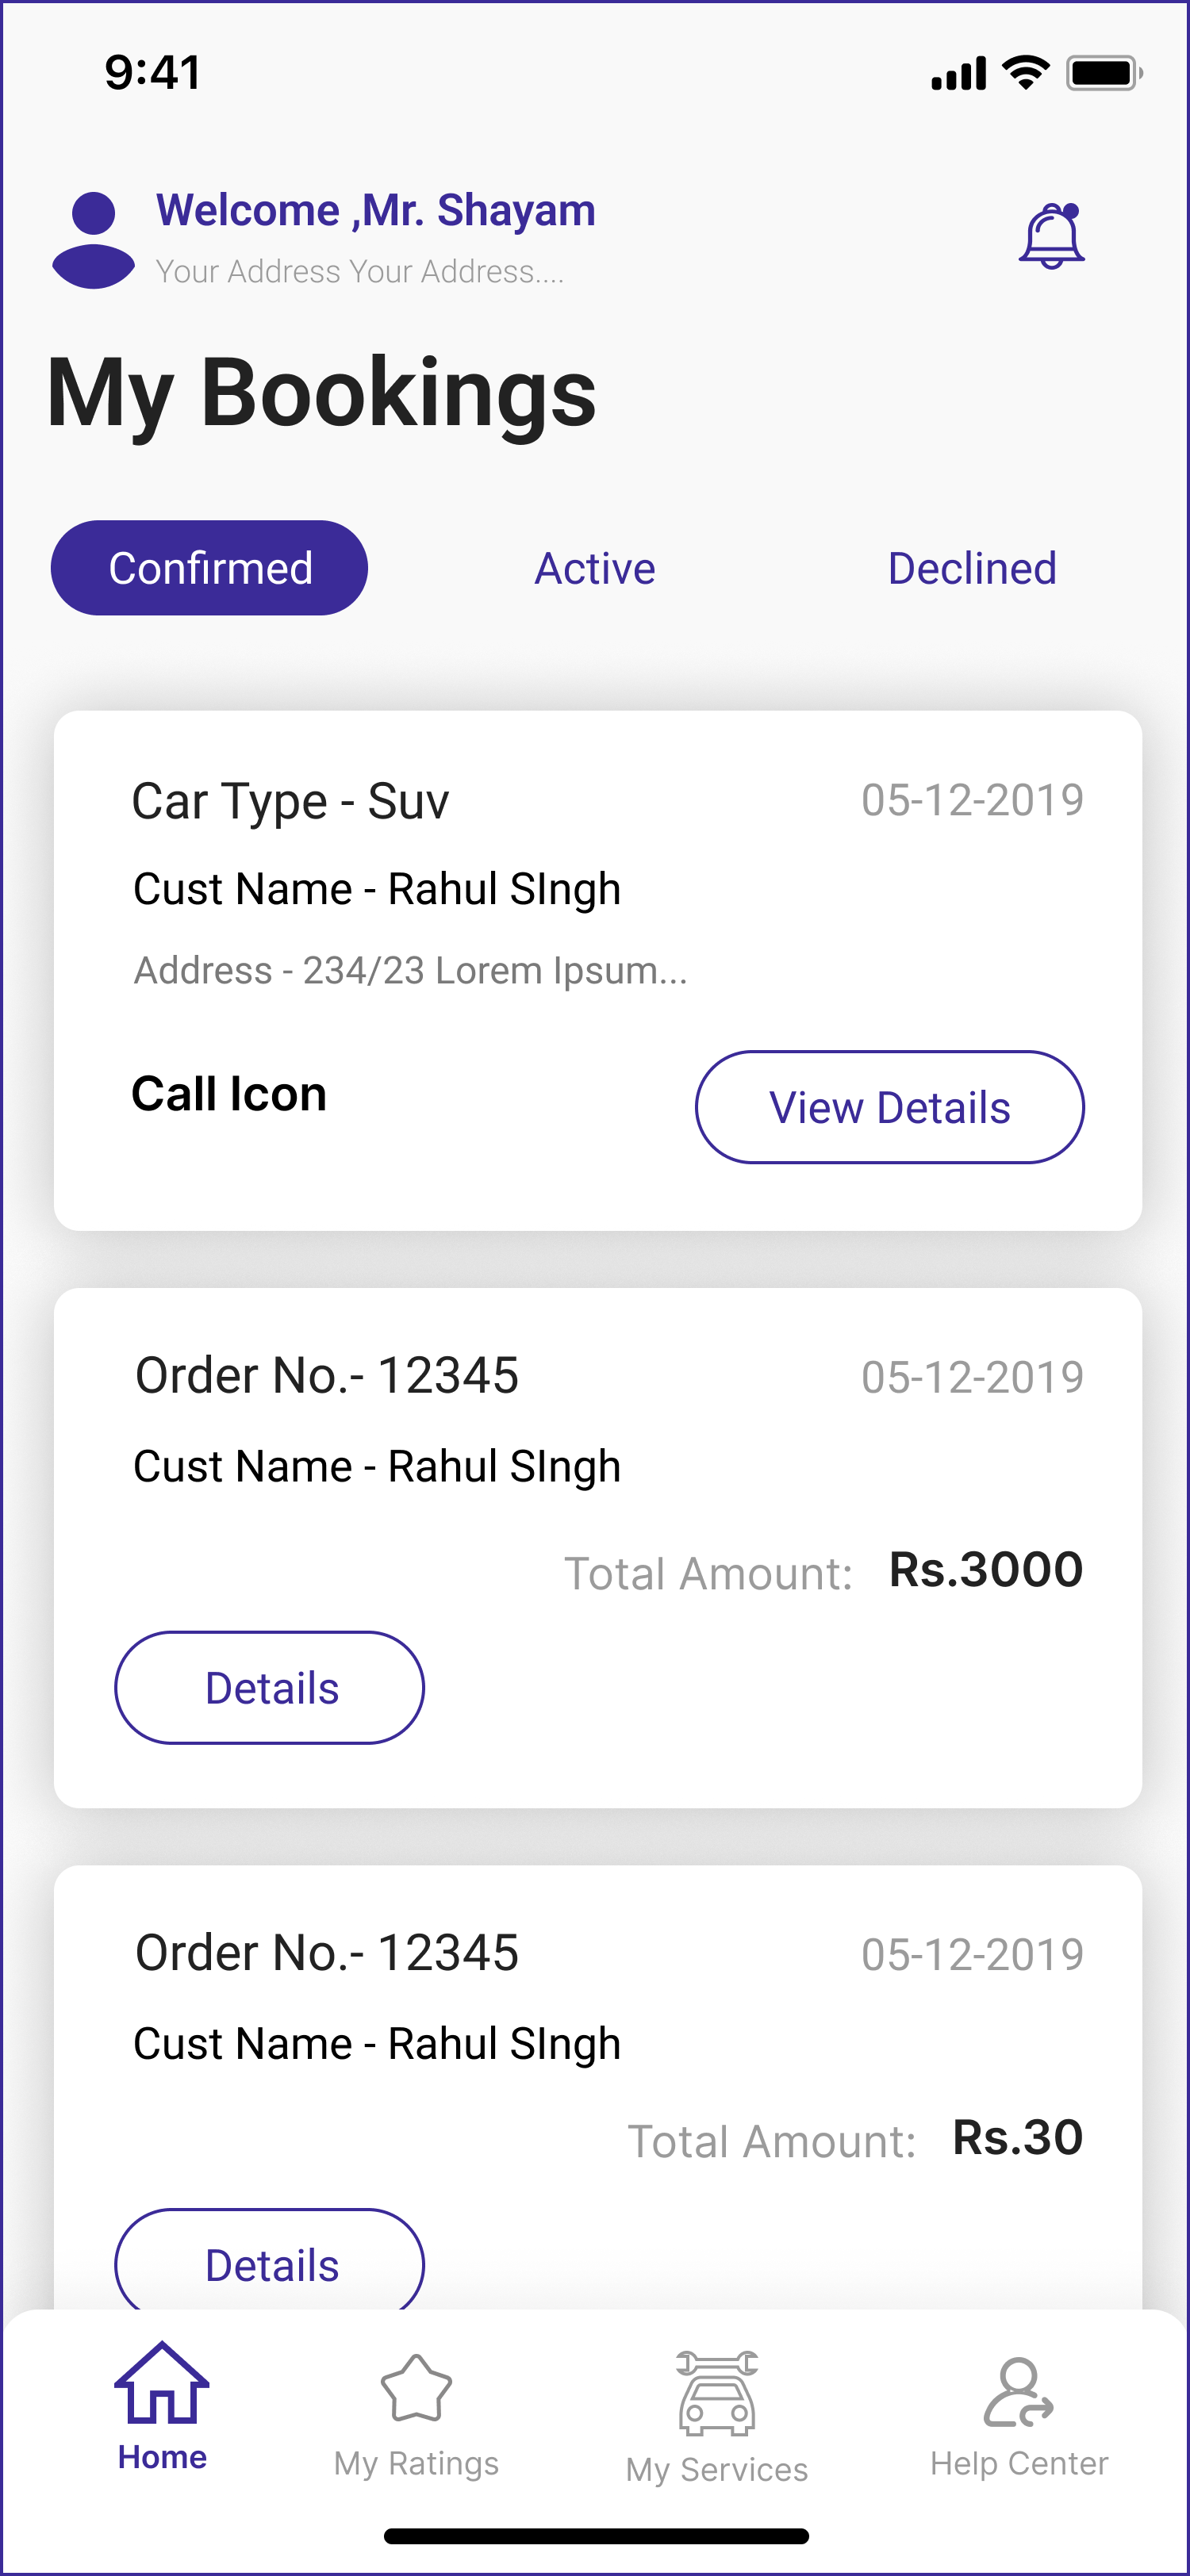 9:41
Welcome ,Mr. Shayam
Your Address Your Address....
My Bookings
Confirmed Active Declined
Car Type - Suv 05-12-2019
Cust Name - Rahul SIngh
Address - 234/23 Lorem Ipsum...
Call Icon View Details
Order No.- 12345 05-12-2019
Cust Name - Rahul SIngh
Total Amount: Rs.3000
Details
Order No.- 12345 05-12-2019
Cust Name - Rahul SIngh
Total Amount: Rs.30
Details
Home My Ratings My Services Help Center